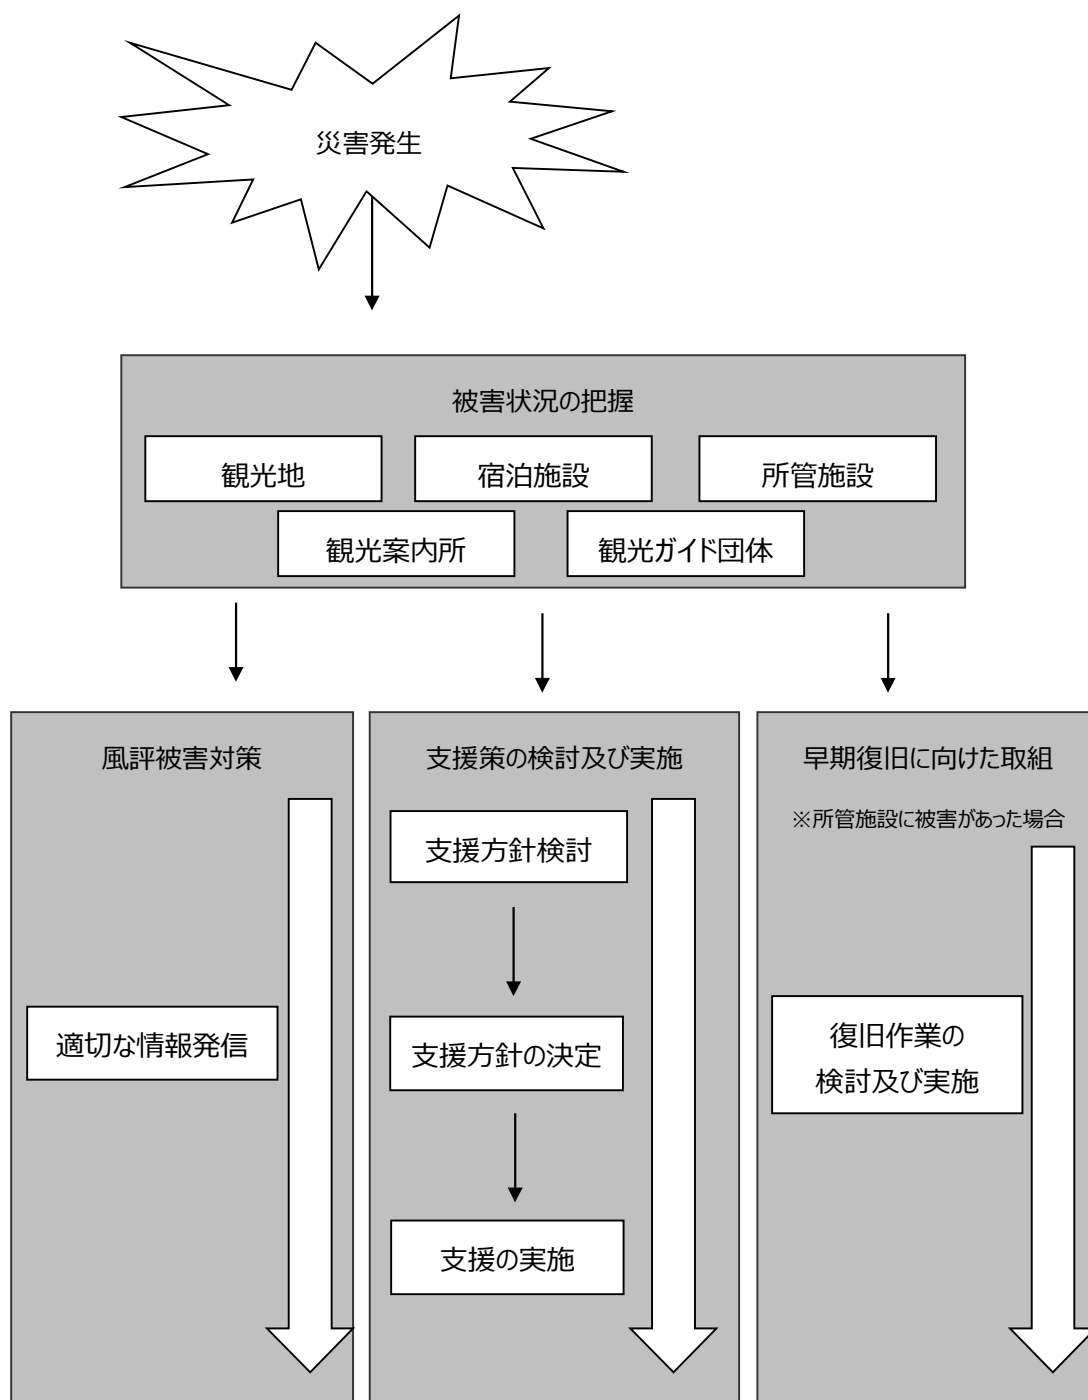 災害発生
被害状況の把握
観光地
宿泊施設
所管施設
観光案内所
観光ガイド団体
風評被害対策
適切な情報発信
支援策の検討及び実施
支援方針検討
支援方針の決定
支援の実施
早期復旧に向けた取組
※所管施設に被害があった場合
復旧作業の
検討及び実施